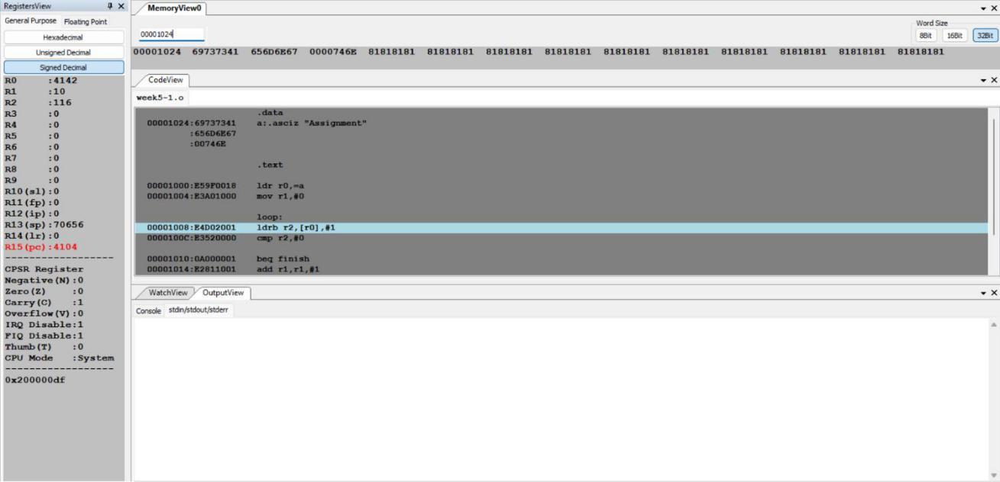 RegistersView
General Purpose Floating Point
Hexadecimal
Unsigned Decimal
Signed Decimal
R0 :4142
R1 :10
R2 :116
R3 :0
R4 :0
R5 :0
R6 :0
R7 :0
R8 :0
R9 :0
R10(sl):0
R11(fp):0
R12(ip):0
R13(sp):70656
R14(lr):0
R15(pc):4104
-------------------
CPSR Register
Negative(N):0
Zero(Z) :0
Carry(C) :1
Overflow(V):0
IRQ Disable:1
FIQ Disable:1
Thumb(T) :0
CPU Mode :System
-------------------
0x200000df
MemoryView0
00001024
Word Size
8Bit 16Bit 32Bit
00001024 69737341 656D6E67 0000746E 81818181 81818181 81818181 81818181 81818181 81818181 81818181 81818181 81818181 81818181
CodeView
week5-1.o
.data
00001024:69737341 a:.asciz "Assignment"
:656D6E67
:00746E
.text
00001000:E59F0018 ldr r0,=a
00001004:E3A01000 mov r1,#0
loop:
00001008:E4D02001 ldrb r2,[r0],#1
0000100C:E3520000 cmp r2,#0
00001010:0A000001 beq finish
00001014:E2811001 add r1,r1,#1
WatchView OutputView
Console stdin/stdout/stderr